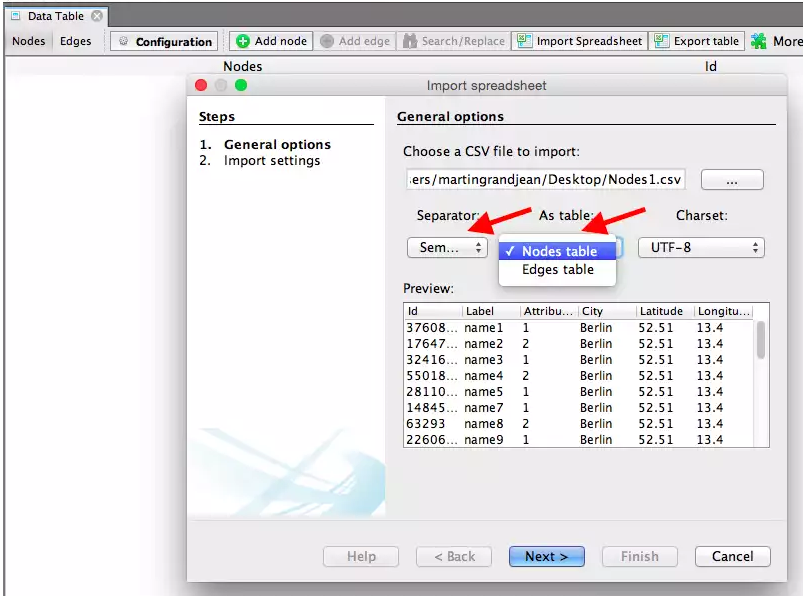 Data Table
Nodes Edges Configuration Add node Add edge Search/Replace Import Spreadsheet Export table More
Nodes Id
Import spreadsheet
Steps
1. General options
2. Import settings
General options
Choose a CSV file to import:
:ers/martingrandjean/Desktop/Nodes1.csv ...
Separator: As table: Charset:
Sem... ✓ Nodes table UTF-8
Edges table
Preview:
Id Label Attribu... City Latitude Longitu...
37608... name1 1 Berlin 52.51 13.4
17647... name2 2 Berlin 52.51 13.4
32416... name3 1 Berlin 52.51 13.4
55018... name4 2 Berlin 52.51 13.4
28110... name5 1 Berlin 52.51 13.4
14845... name7 1 Berlin 52.51 13.4
63293 name8 2 Berlin 52.51 13.4
22606... name9 1 Berlin 52.51 13.4
Help < Back Next > Finish Cancel